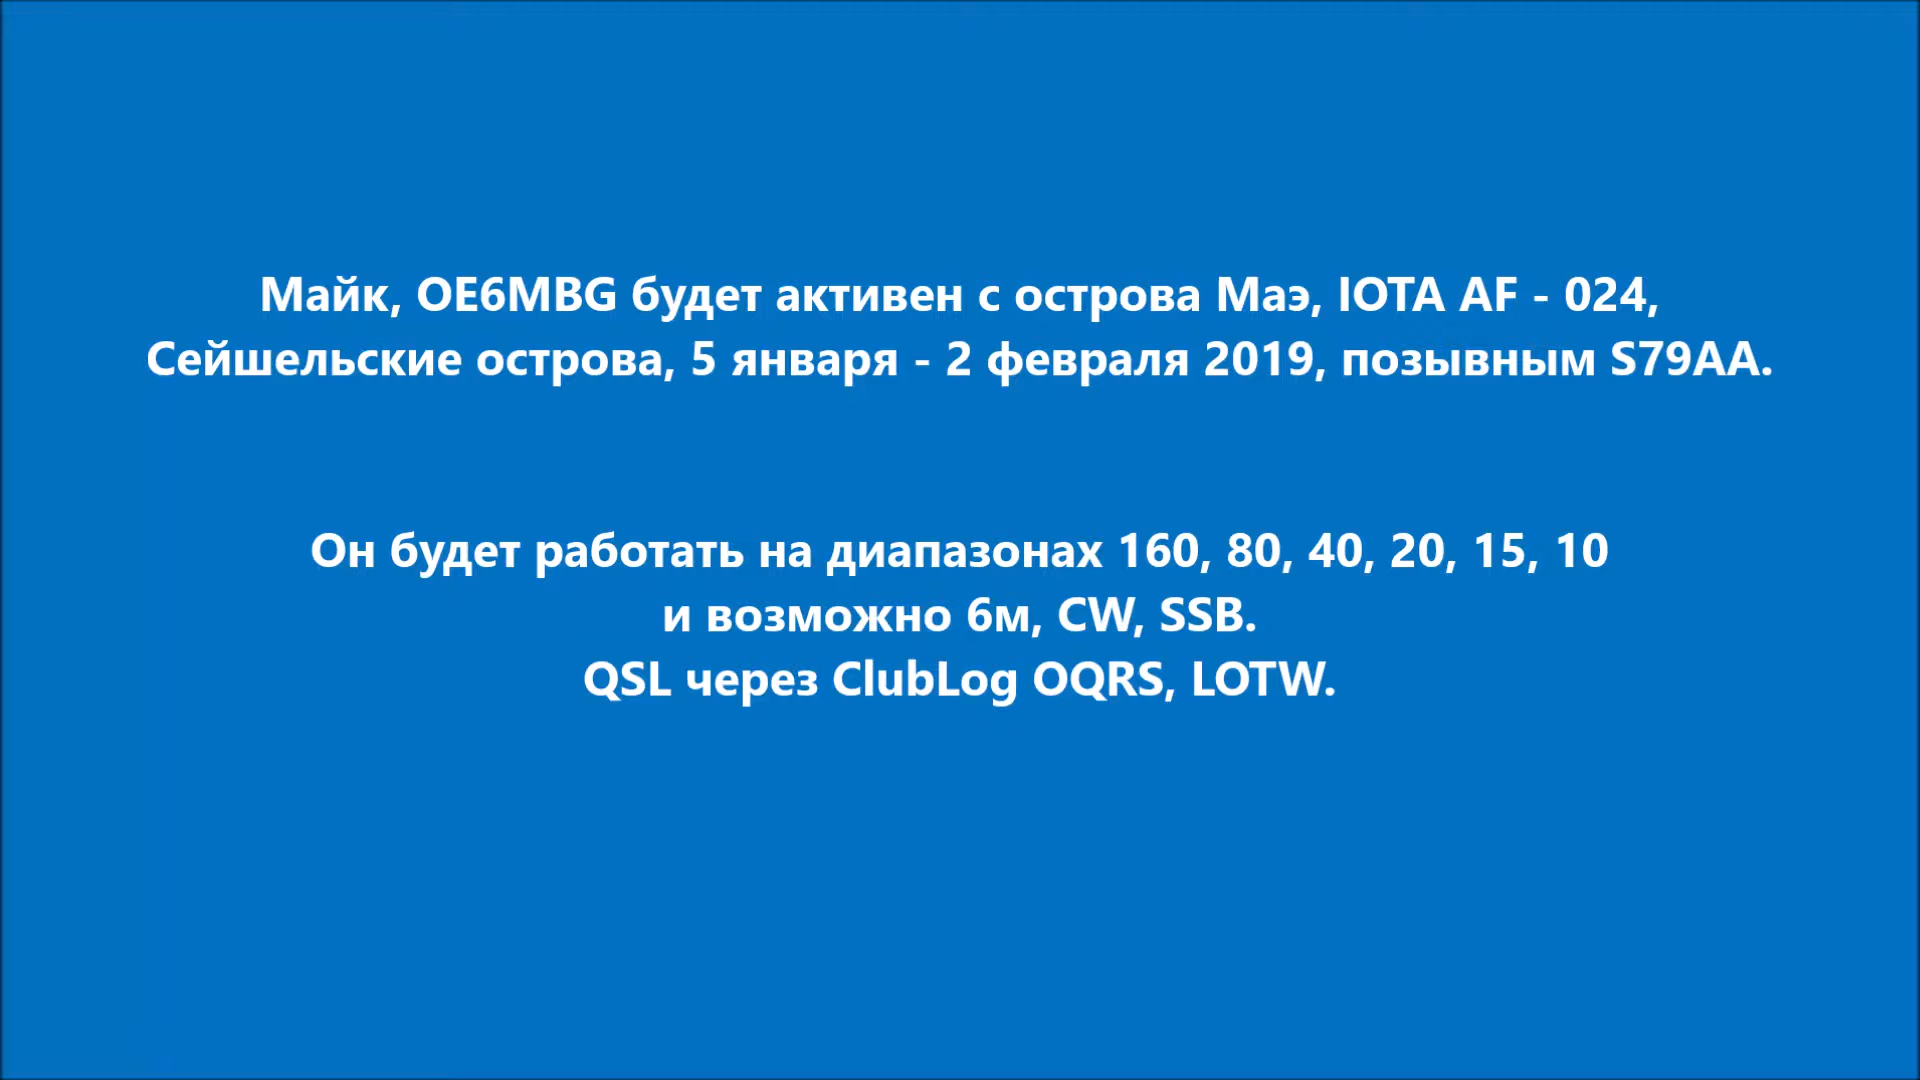 Майк, OE6MBG будет активен с острова Маэ, IOTA AF - 024,
Сейшельские острова, 5 января - 2 февраля 2019, позывным S79AA.
Он будет работать на диапазонах 160, 80, 40, 20, 15, 10
и возможно 6м, CW, SSB.
QSL через ClubLog OQRS, LOTW.